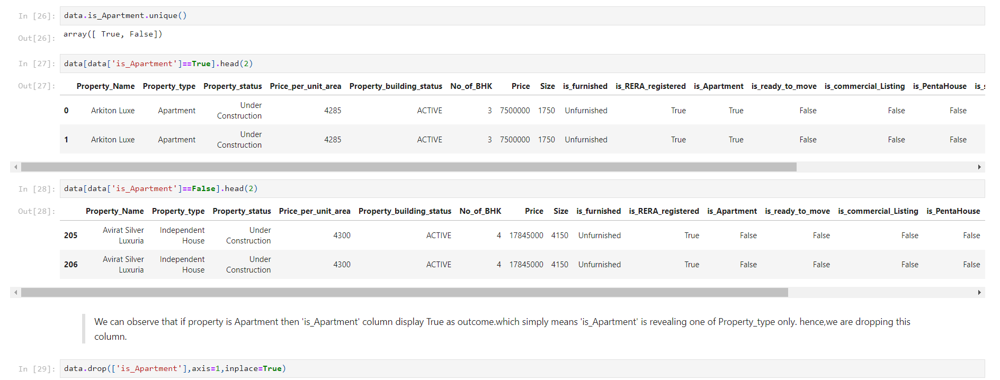 In [26]: data.is_Apartment.unique()
Out[26]: array([ True, False])
In [27]: data[data['is_Apartment']==True].head(2)
Out[27]:
Property_Name Property_type Property_status Price_per_unit_area Property_building_status No_of_BHK Price Size is_furnished is_RERA_registered is_Apartment is_ready_to_move is_commercial_Listing is_PentaHouse is_s
0 Arkiton Luxe Apartment Under Construction 4285 ACTIVE 3 7500000 1750 Unfurnished True True False False False
1 Arkiton Luxe Apartment Under Construction 4285 ACTIVE 3 7500000 1750 Unfurnished True True False False False
In [28]: data[data['is_Apartment']==False].head(2)
Out[28]:
Property_Name Property_type Property_status Price_per_unit_area Property_building_status No_of_BHK Price Size is_furnished is_RERA_registered is_Apartment is_ready_to_move is_commercial_Listing is_PentaHouse
205 Avirat Silver Luxuria Independent House Under Construction 4300 ACTIVE 4 17845000 4150 Unfurnished True False False False False
206 Avirat Silver Luxuria Independent House Under Construction 4300 ACTIVE 4 17845000 4150 Unfurnished True False False False False
We can observe that if property is Apartment then 'is_Apartment' column display True as outcome.which simply means 'is_Apartment' is revealing one of Property_type only. hence,we are dropping this
column.
In [29]: data.drop(['is_Apartment'],axis=1,inplace=True)